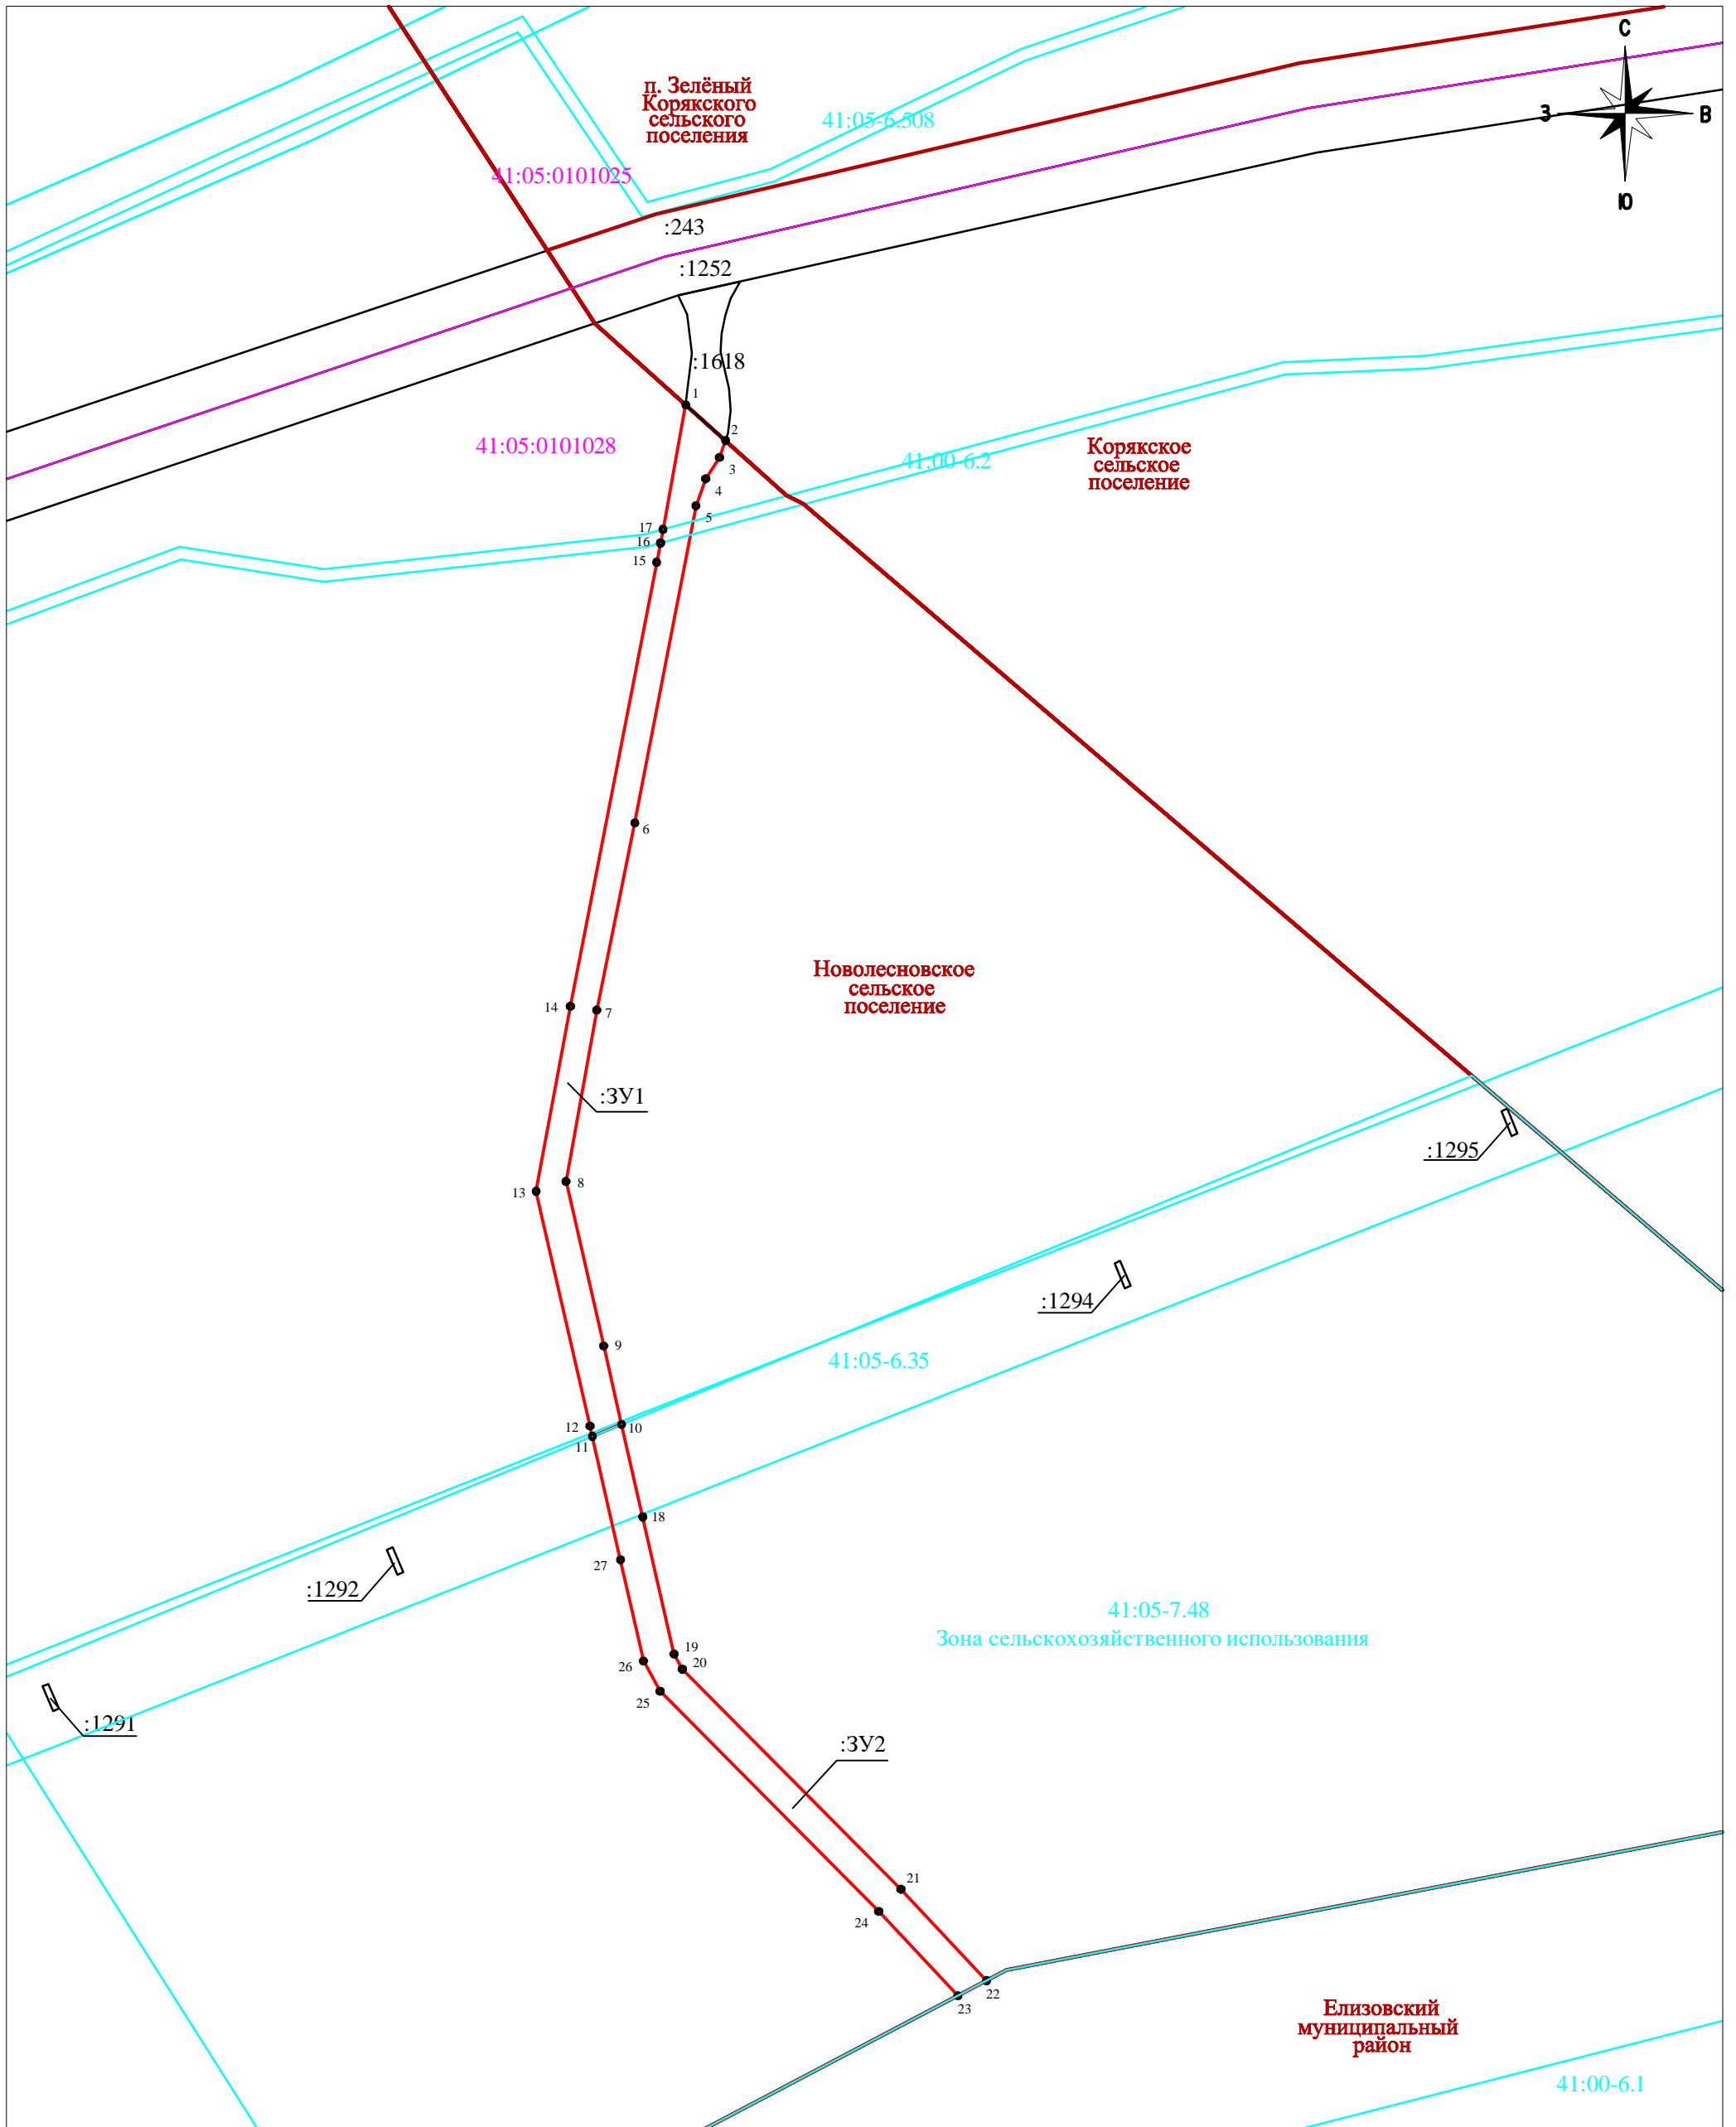 С
З
В
Ю
п. Зелёный
Корякского
сельского
поселения
41:05-6.508
41:05:0101025
:243
:1252
:1618
1
2
3
4
5
41:05:0101028
41:00-6.2
Корякское
сельское
поселение
17
16
15
6
Новолесновское
сельское
поселение
14
7
:ЗУ1
13
8
:1295
:1294
9
41:05-6.35
12
10
11
18
27
:1292
41:05-7.48
Зона сельскохозяйственного использования
19
20
26
25
:1291
:ЗУ2
21
24
22
23
Елизовский
муниципальный
район
41:00-6.1